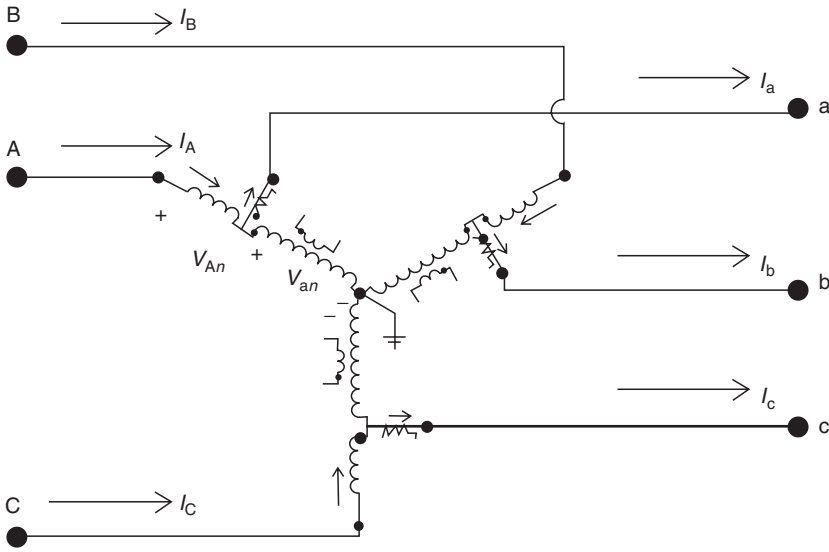 B
I_B
I_a
a
A
I_A
+
V_An
+
V_an
I_b
b
–
–
I_c
c
C
I_C